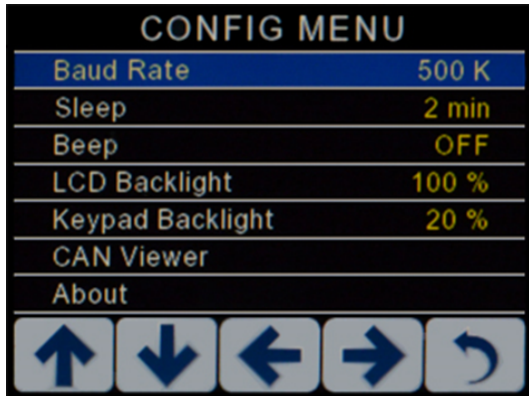 CONFIG MENU
Baud Rate 500 K
Sleep 2 min
Beep OFF
LCD Backlight 100 %
Keypad Backlight 20 %
CAN Viewer
About